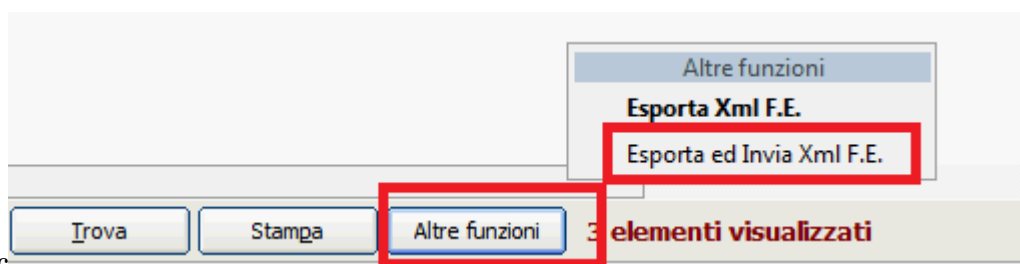 Altre funzioni
Esporta Xml F.E.
Esporta ed Invia Xml F.E.
Trova Stampa Altre funzioni 3 elementi visualizzati